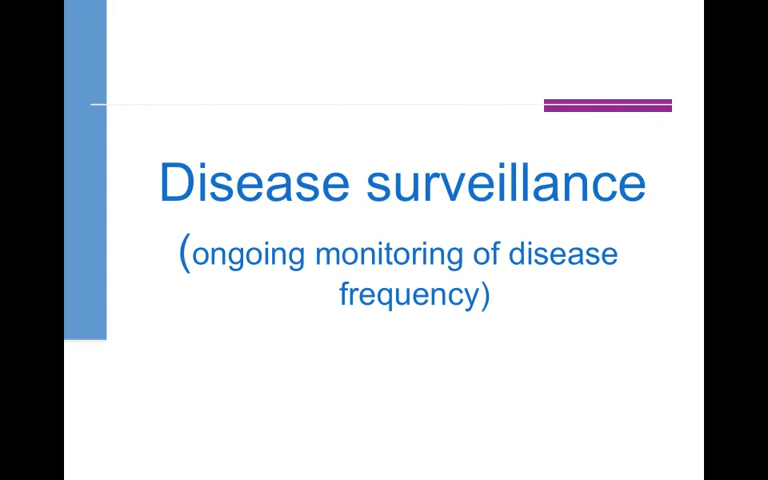 Disease surveillance
(ongoing monitoring of disease
frequency)